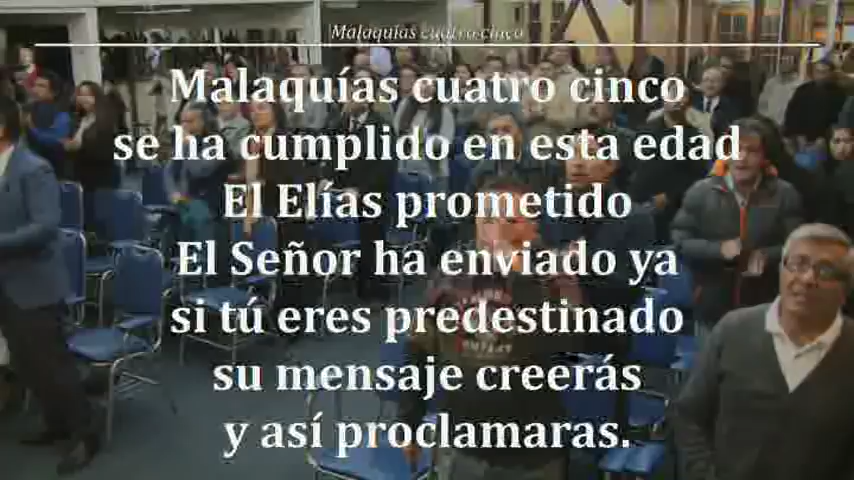 Malaquías cuatro cinco
Malaquías cuatro cinco
se ha cumplido en esta edad
El Elías prometido
El Señor ha enviado ya
si tú eres predestinado
su mensaje creerás
y así proclamaras.